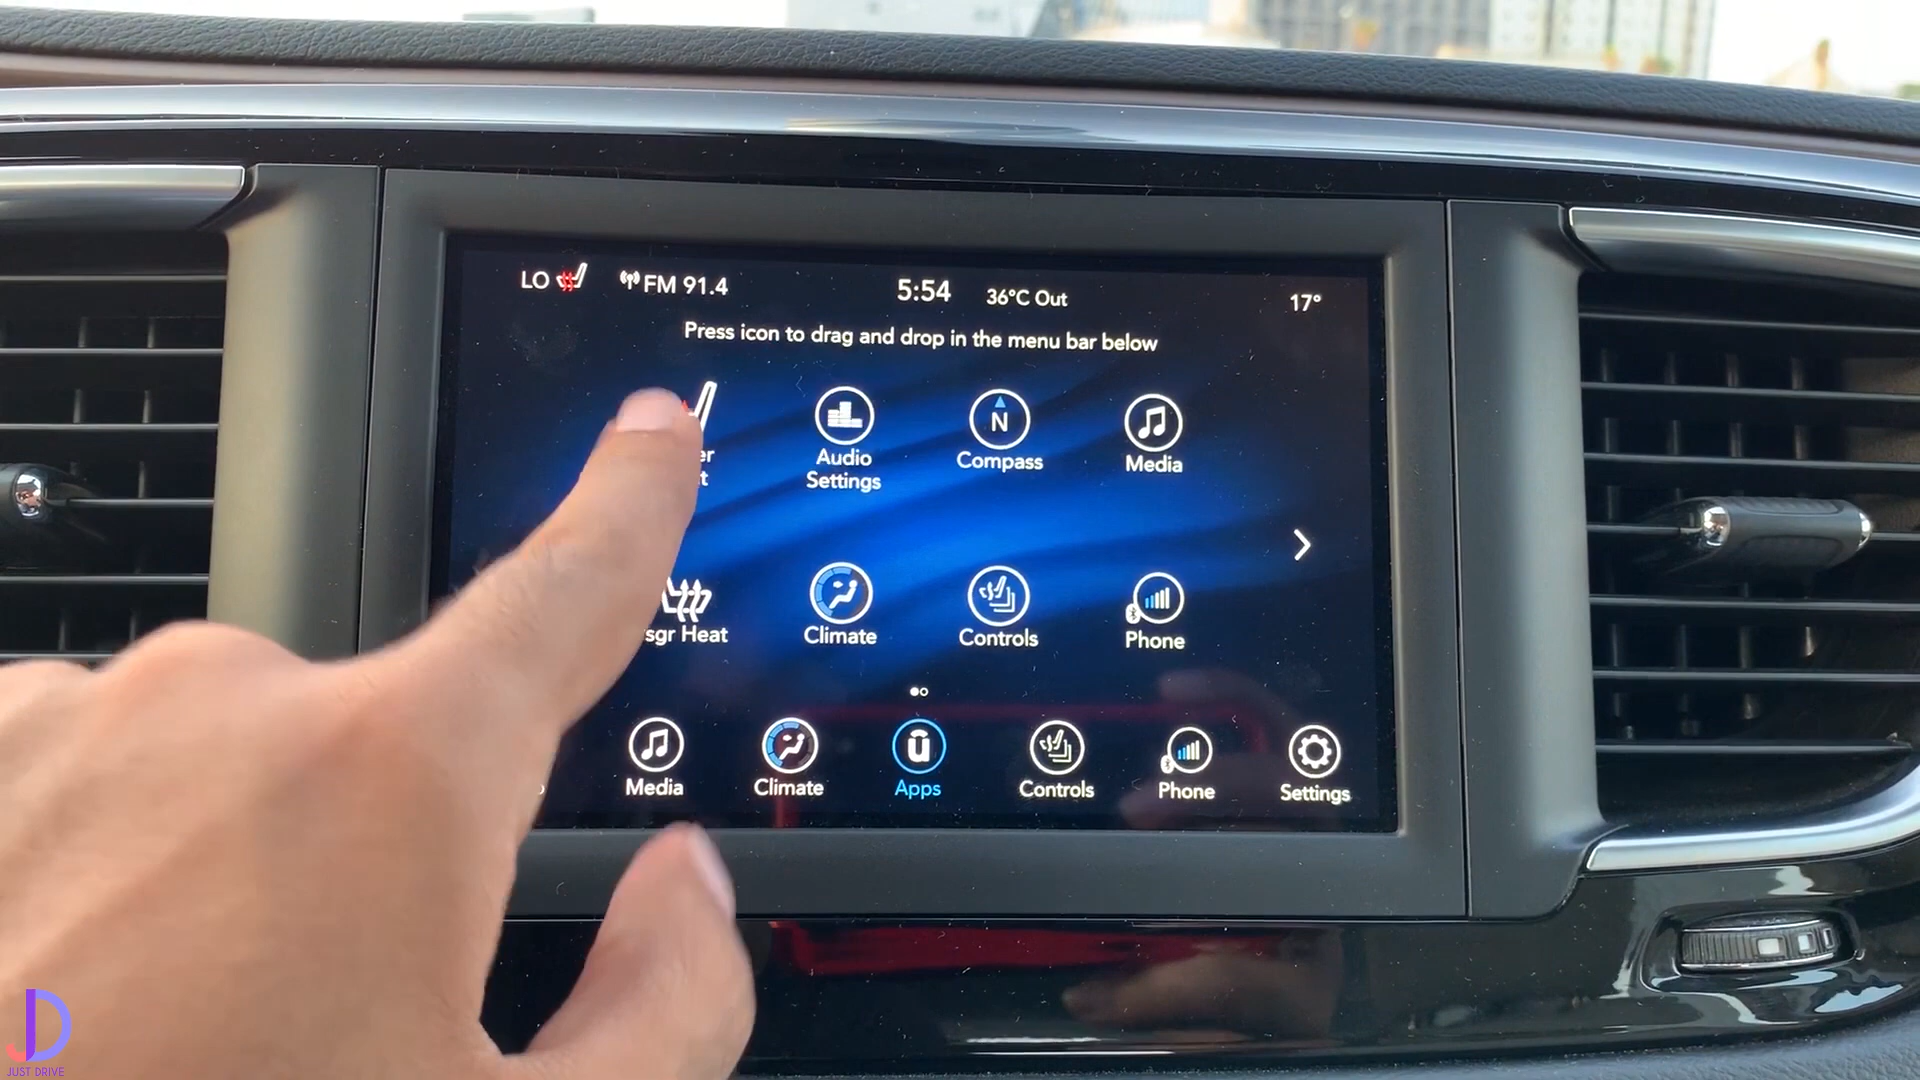 LO FM 91.4 5:54 36°C Out 17°
Press icon to drag and drop in the menu bar below
Audio
Settings
Compass
N
Media
Heat
Climate
Controls
Phone
Media
Climate
Apps
Controls
Phone
Settings
JD
JUST DRIVE